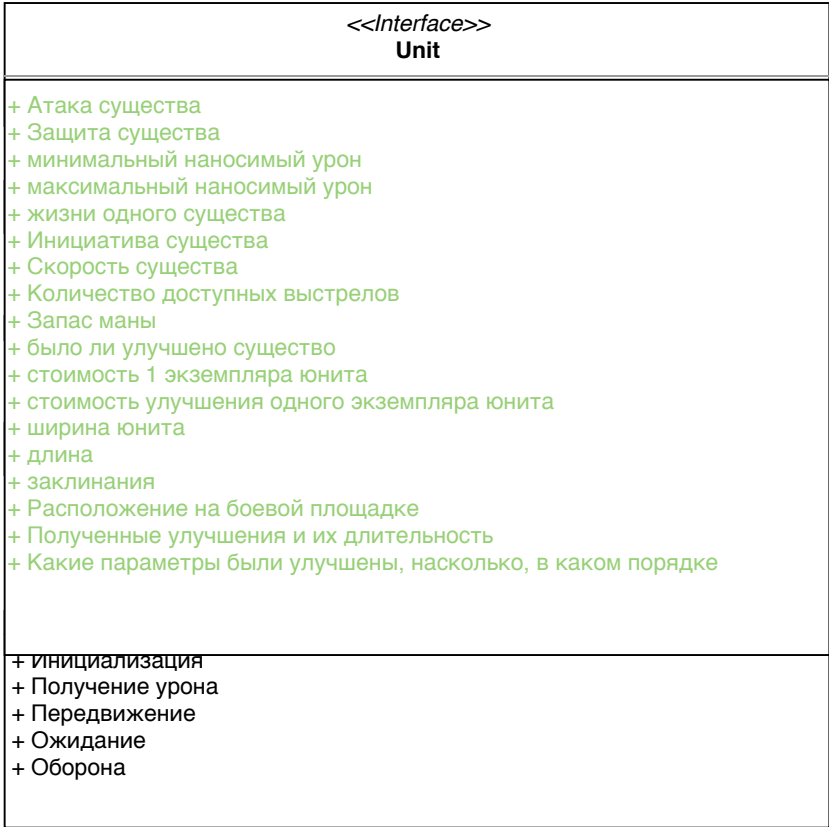 <<Interface>>
Unit
+ Атака существа
+ Защита существа
+ минимальный наносимый урон
+ максимальный наносимый урон
+ жизни одного существа
+ Инициатива существа
+ Скорость существа
+ Количество доступных выстрелов
+ Запас маны
+ было ли улучшено существо
+ стоимость 1 экземпляра юнита
+ стоимость улучшения одного экземпляра юнита
+ ширина юнита
+ длина
+ заклинания
+ Расположение на боевой площадке
+ Полученные улучшения и их длительность
+ Какие параметры были улучшены, насколько, в каком порядке
+ Инициализация
+ Получение урона
+ Передвижение
+ Ожидание
+ Оборона